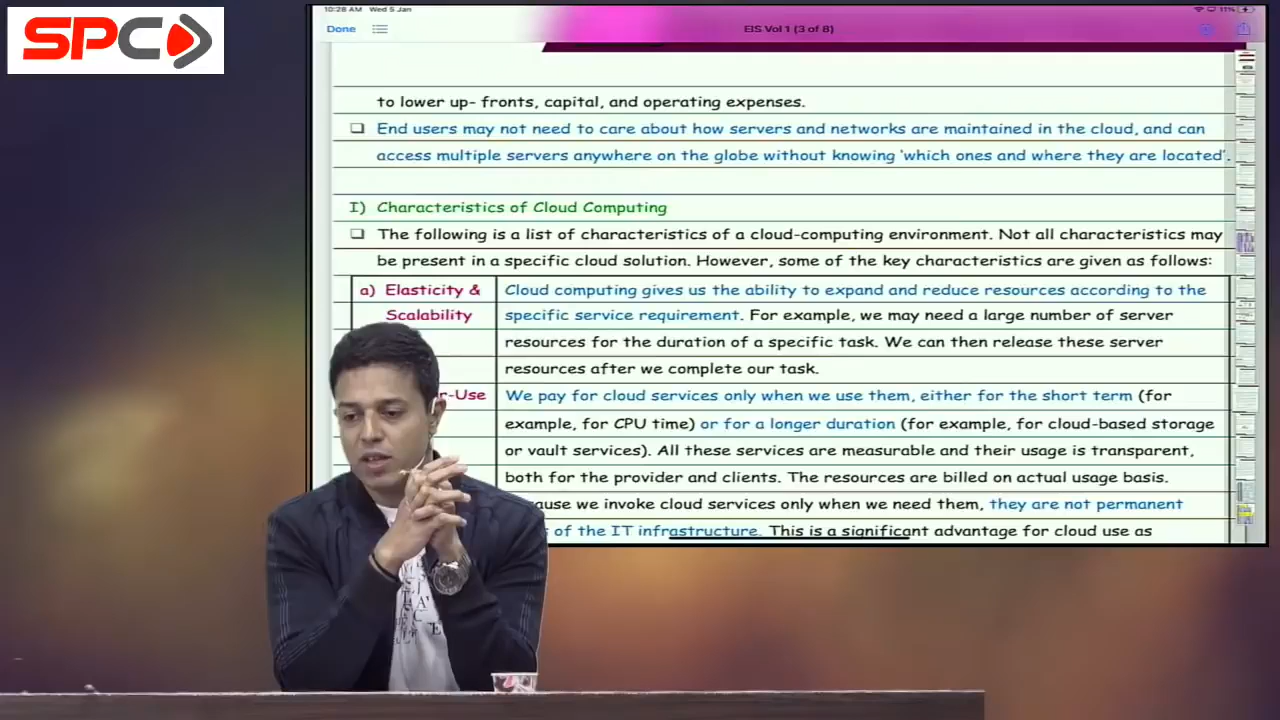 SPC
10:28 AM Wed 5 Jan
11%
Done
EIS Vol 1 (3 of 8)
to lower up- fronts, capital, and operating expenses.
❑ End users may not need to care about how servers and networks are maintained in the cloud, and can
access multiple servers anywhere on the globe without knowing ‘which ones and where they are located’.
I) Characteristics of Cloud Computing
❑ The following is a list of characteristics of a cloud-computing environment. Not all characteristics may
be present in a specific cloud solution. However, some of the key characteristics are given as follows:
a) Elasticity & Cloud computing gives us the ability to expand and reduce resources according to the
Scalability specific service requirement. For example, we may need a large number of server
resources for the duration of a specific task. We can then release these server
resources after we complete our task.
r-Use We pay for cloud services only when we use them, either for the short term (for
example, for CPU time) or for a longer duration (for example, for cloud-based storage
or vault services). All these services are measurable and their usage is transparent,
both for the provider and clients. The resources are billed on actual usage basis.
ause we invoke cloud services only when we need them, they are not permanent
of the IT infrastructure. This is a significant advantage for cloud use as